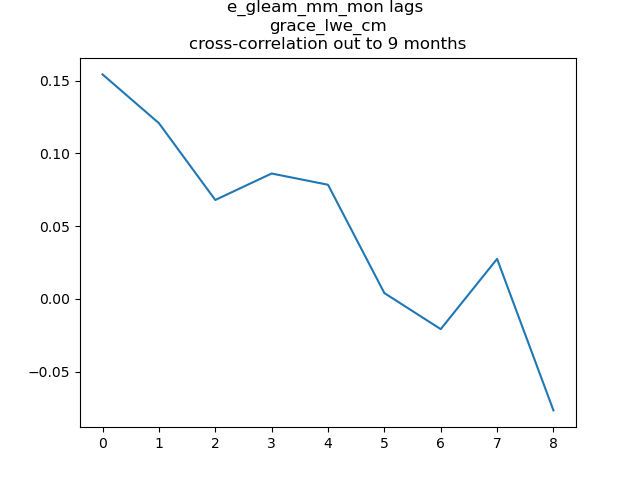 e_gleam_mm_mon lags
grace_lwe_cm
cross-correlation out to 9 months
0.15
0.10
0.05
0.00
−0.05
0 1 2 3 4 5 6 7 8